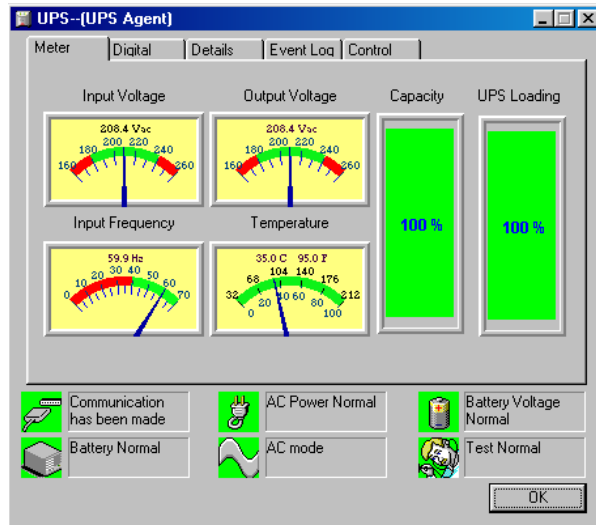 UPS--(UPS Agent)
Meter Digital Details Event Log Control
Input Voltage Output Voltage Capacity UPS Loading
208.4 Vac 208.4 Vac
160 180 200 220 240 260 160 180 200 220 240 260
Input Frequency Temperature 100 % 100 %
59.9 Hz 35.0 C 95.0 F
0 10 20 30 40 50 60 70 32 68 104 140 176 212
0 20 40 60 80 100
Communication
has been made
AC Power Normal
Battery Voltage
Normal
Battery Normal
AC mode
Test Normal
OK